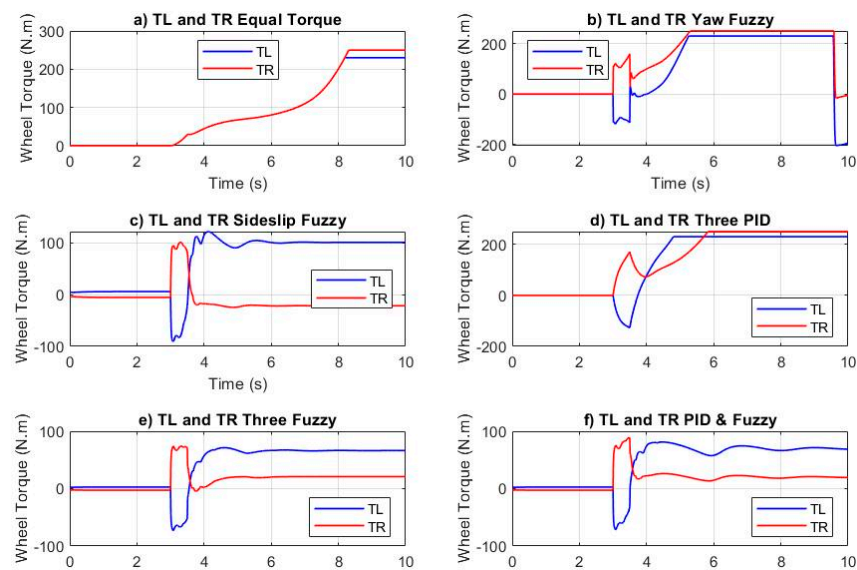 a) TL and TR Equal Torque
Wheel Torque (N.m)
300
200
100
0
TL
TR
0 2 4 6 8 10
Time (s)
b) TL and TR Yaw Fuzzy
Wheel Torque (N.m)
200
0
-200
TL
TR
0 2 4 6 8 10
Time (s)
c) TL and TR Sideslip Fuzzy
Wheel Torque (N.m)
100
0
-100
TL
TR
0 2 4 6 8 10
Time (s)
d) TL and TR Three PID
Wheel Torque (N.m)
200
0
-200
TL
TR
0 2 4 6 8 10
e) TL and TR Three Fuzzy
Wheel Torque (N.m)
100
0
-100
TL
TR
0 2 4 6 8 10
f) TL and TR PID & Fuzzy
Wheel Torque (N.m)
100
0
-100
TL
TR
0 2 4 6 8 10